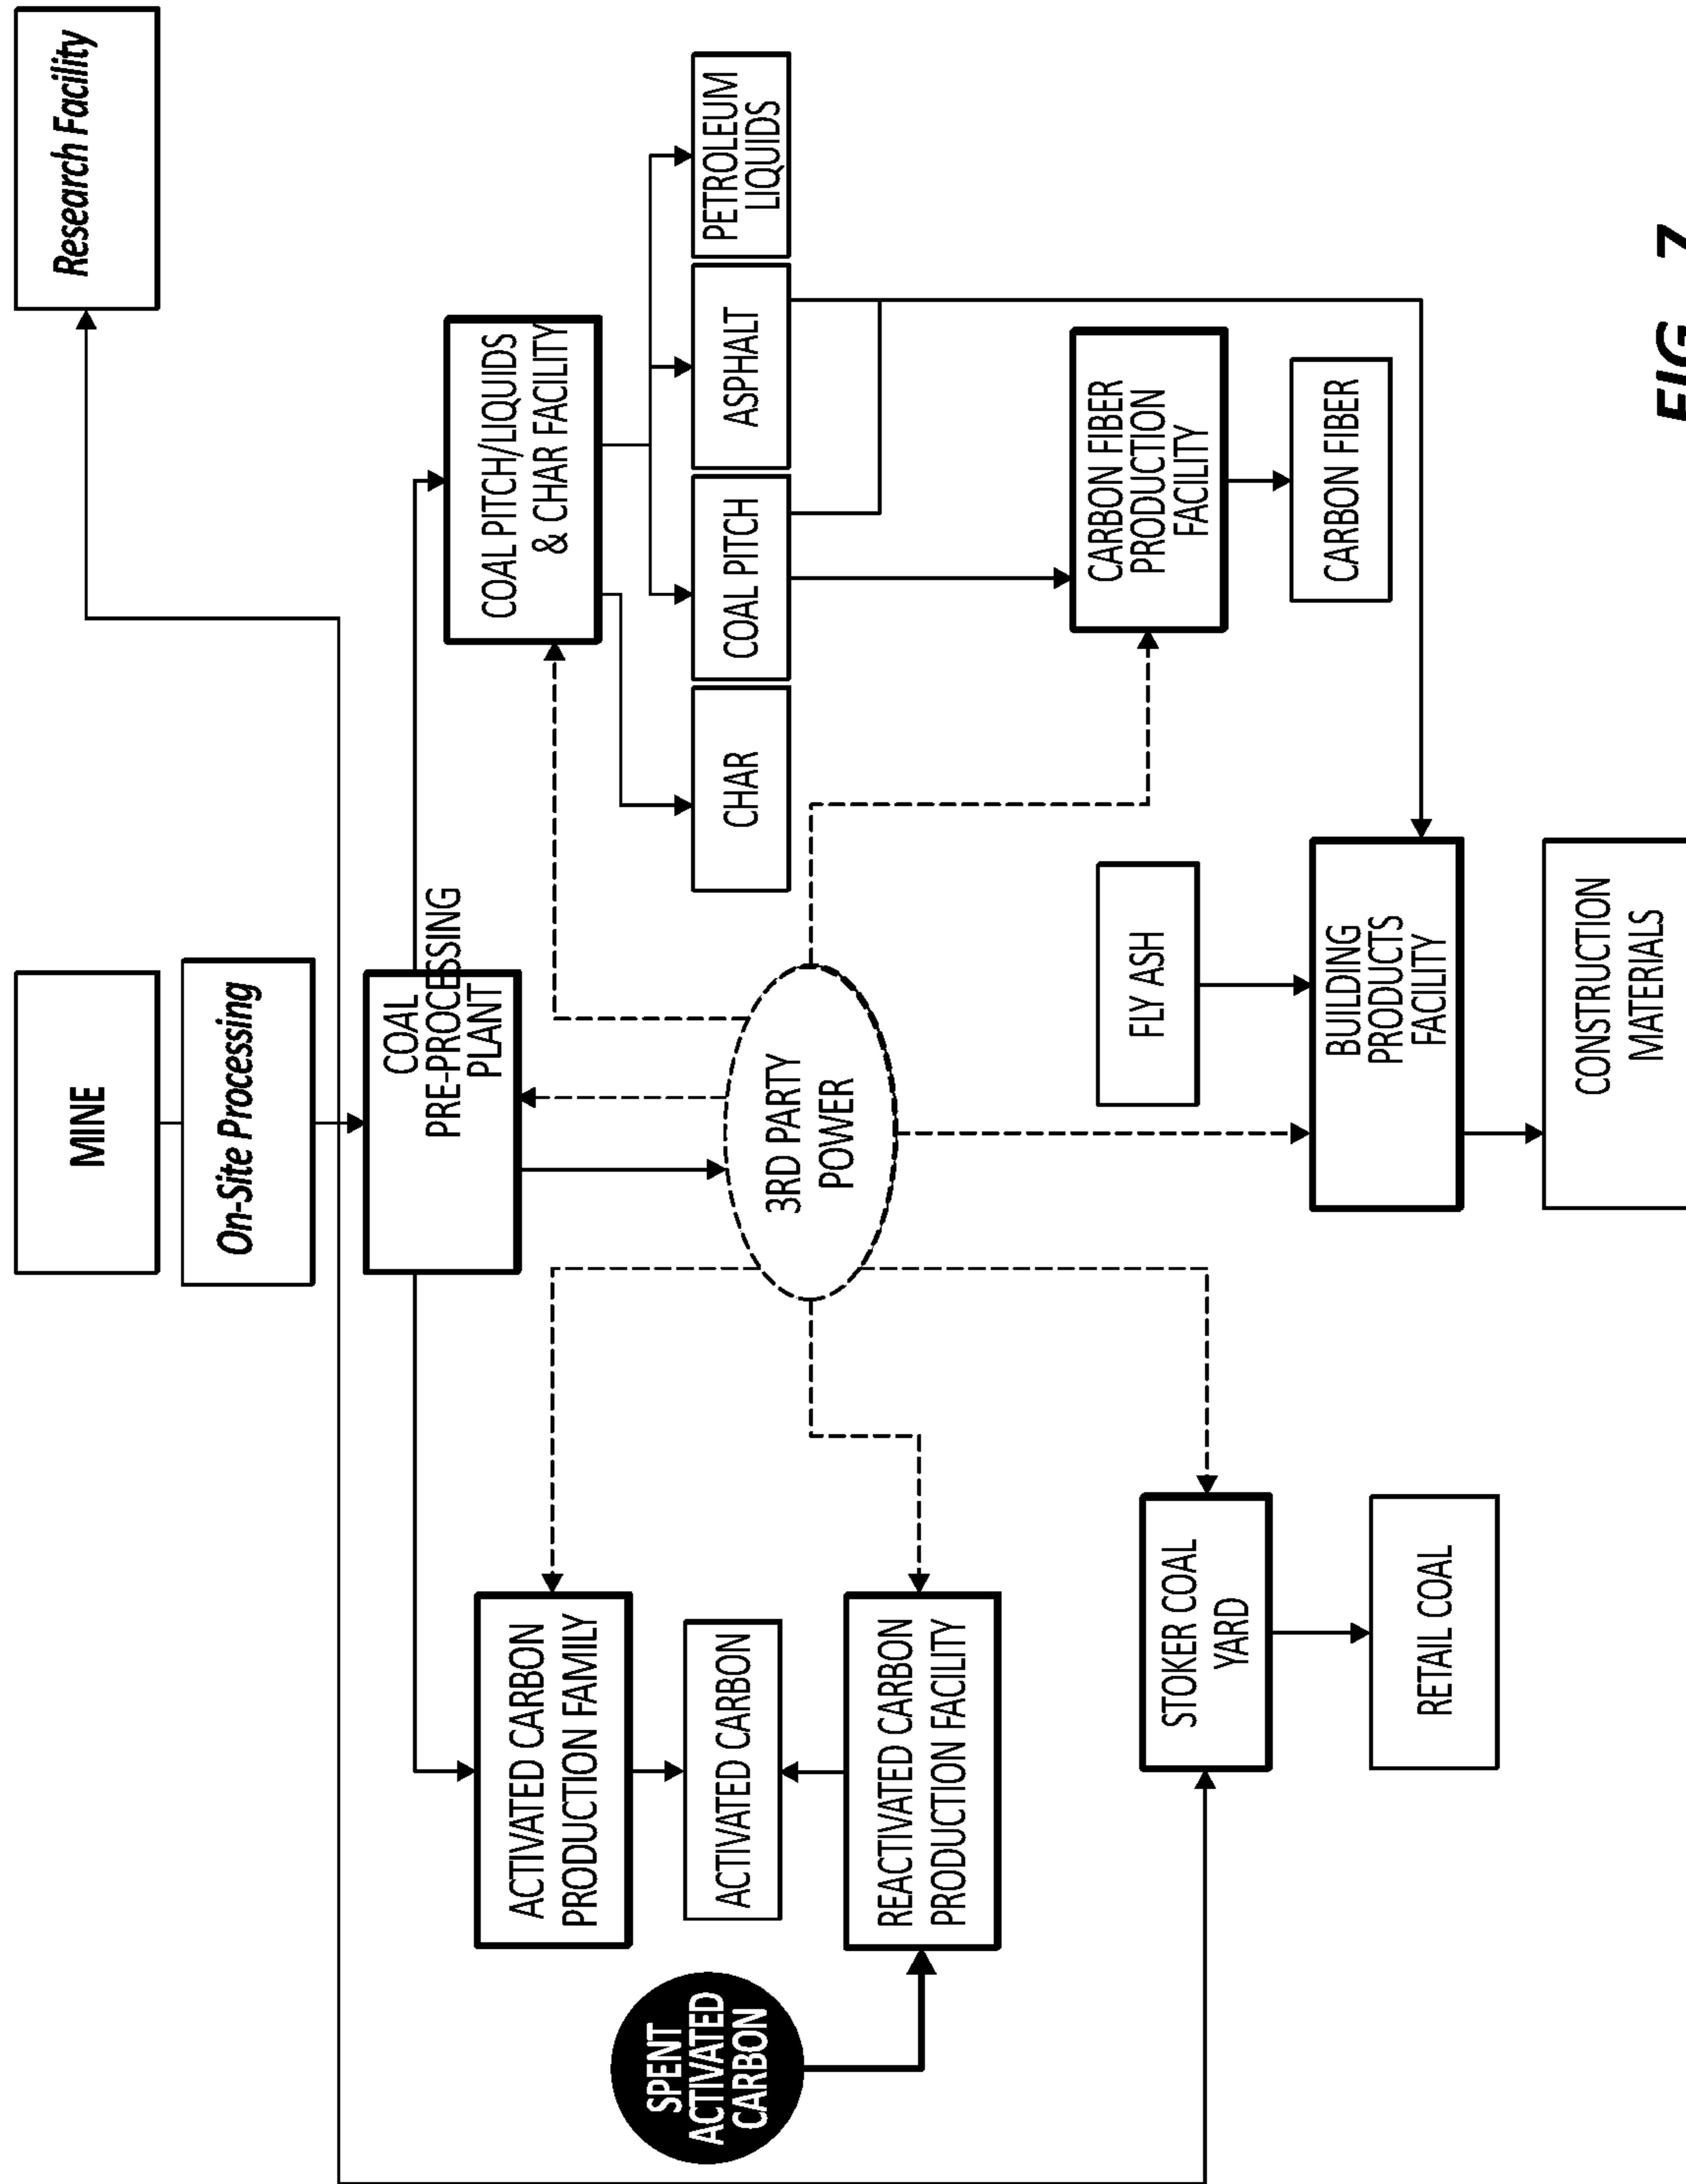 MINE
On-Site Processing
Research Facility
COAL
PRE-PROCESSING
PLANT
COAL PITCH/LIQUIDS
& CHAR FACILITY
ACTIVATED CARBON
PRODUCTION FAMILY
SPENT
ACTIVATED
CARBON
ACTIVATED CARBON
REACTIVATED CARBON
PRODUCTION FACILITY
3RD PARTY
POWER
CHAR
COAL PITCH
ASPHALT
PETROLEUM
LIQUIDS
STOKER COAL
YARD
RETAIL COAL
FLY ASH
BUILDING
PRODUCTS
FACILITY
CONSTRUCTION
MATERIALS
CARBON FIBER
PRODUCTION
FACILITY
CARBON FIBER
FIG. 7